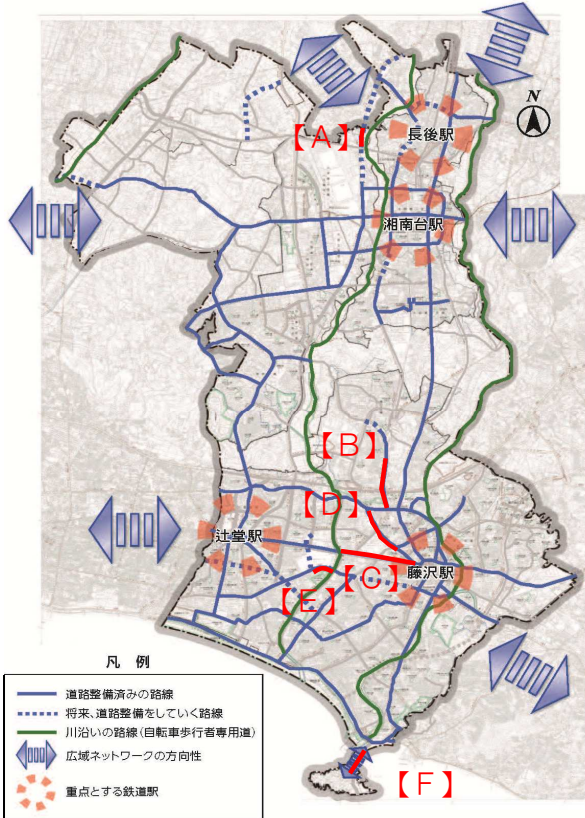 N
【A】
長後駅
湘南台駅
【B】
【D】
辻堂駅
【C】
藤沢駅
【E】
【F】
凡 例
道路整備済みの路線
将来、道路整備をしていく路線
川沿いの路線(自転車歩行者専用道)
広域ネットワークの方向性
重点とする鉄道駅